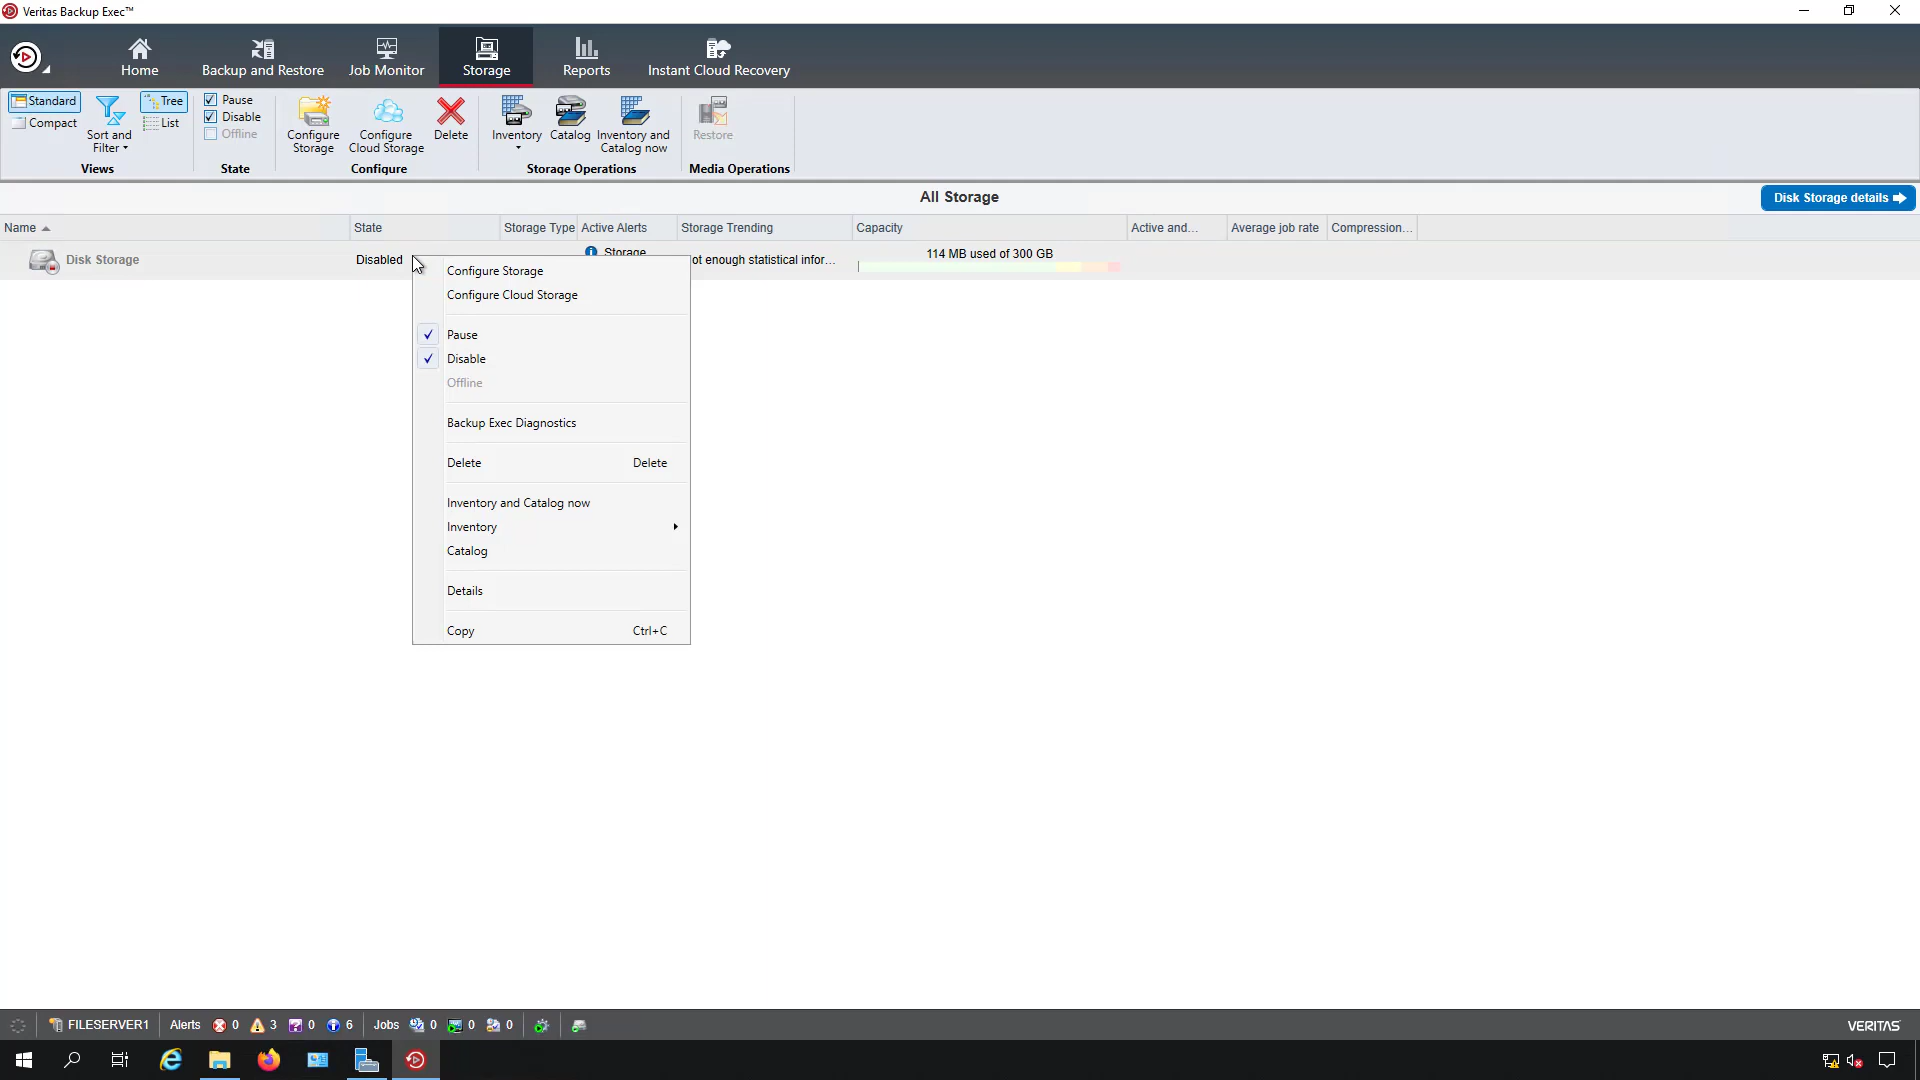 Veritas Backup Exec™
Home
Backup and Restore
Job Monitor
Storage
Reports
Instant Cloud Recovery
Standard
Compact
Sort and
Filter
Tree
List
Views
Pause
Disable
Offline
State
Configure
Storage
Configure
Cloud Storage
Delete
Configure
Inventory
Catalog
Inventory and
Catalog now
Storage Operations
Restore
Media Operations
All Storage
Disk Storage details
Name
State
Storage Type
Active Alerts
Storage Trending
Capacity
Active and...
Average job rate
Compression...
Disk Storage
Disabled
Storage
ot enough statistical infor...
114 MB used of 300 GB
Configure Storage
Configure Cloud Storage
Pause
Disable
Offline
Backup Exec Diagnostics
Delete Delete
Inventory and Catalog now
Inventory
Catalog
Details
Copy Ctrl+C
FILESERVER1 Alerts 0 3 0 6 Jobs 0 0 0
VERITAS